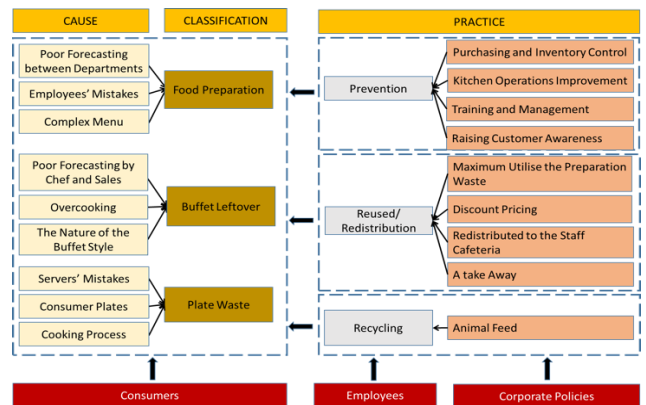 CAUSE
CLASSIFICATION
PRACTICE
Poor Forecasting
between Departments
Employees' Mistakes
Complex Menu
Food Preparation
Prevention
Purchasing and Inventory Control
Kitchen Operations Improvement
Training and Management
Raising Customer Awareness
Poor Forecasting by
Chef and Sales
Overcooking
The Nature of the
Buffet Style
Buffet Leftover
Reused/
Redistribution
Maximum Utilise the Preparation
Waste
Discount Pricing
Redistributed to the Staff
Cafeteria
A take Away
Servers' Mistakes
Consumer Plates
Cooking Process
Plate Waste
Recycling
Animal Feed
Consumers
Employees
Corporate Policies